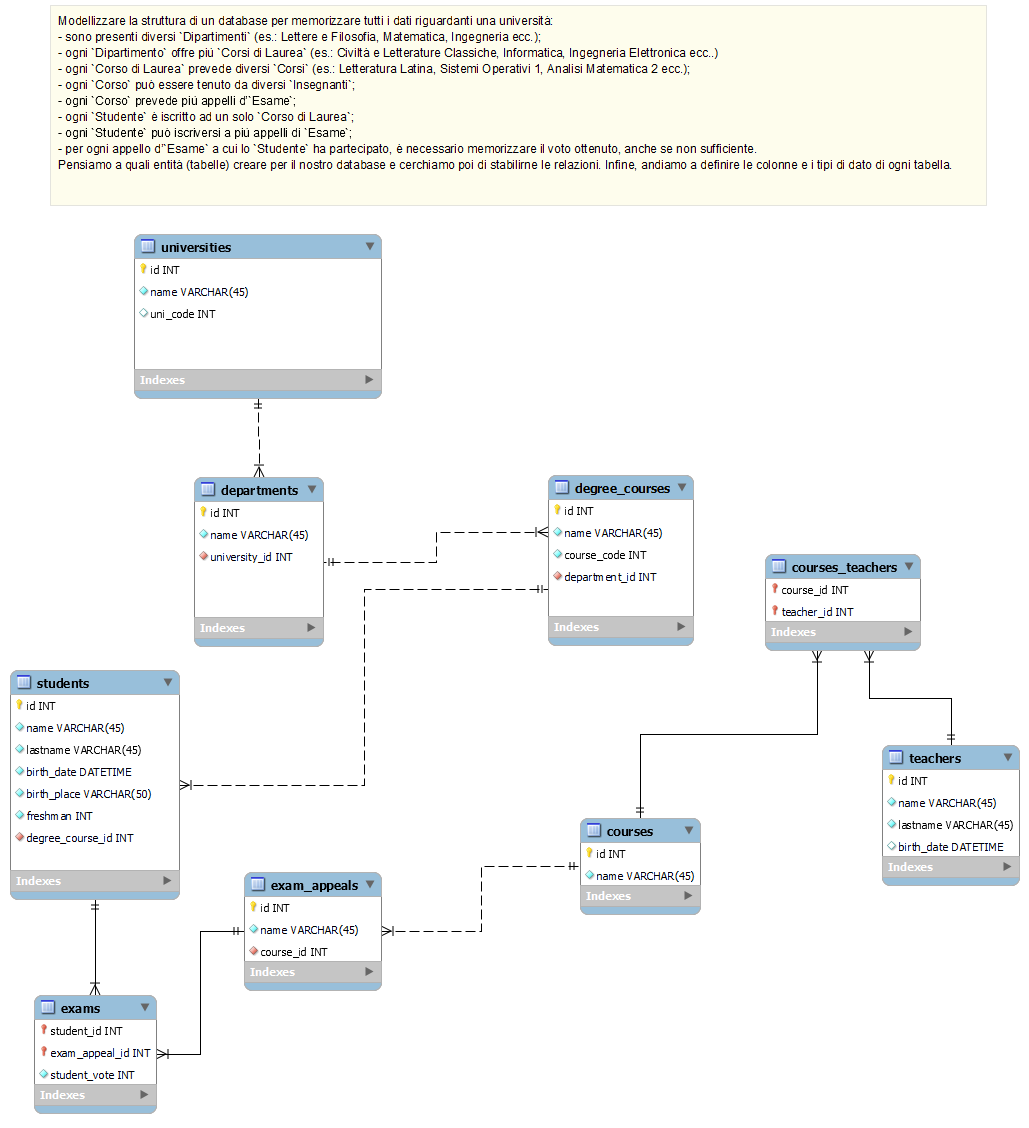 Modellizzare la struttura di un database per memorizzare tutti i dati riguardanti una università:
- sono presenti diversi `Dipartimenti` (es.: Lettere e Filosofia, Matematica, Ingegneria ecc.);
- ogni `Dipartimento` offre più `Corsi di Laurea` (es.: Civiltà e Letterature Classiche, Informatica, Ingegneria Elettronica ecc..)
- ogni `Corso di Laurea` prevede diversi `Corsi` (es.: Letteratura Latina, Sistemi Operativi 1, Analisi Matematica 2 ecc.);
- ogni `Corso` può essere tenuto da diversi `Insegnanti`;
- ogni `Corso` prevede più appelli d'`Esame`;
- ogni `Studente` è iscritto ad un solo `Corso di Laurea`;
- ogni `Studente` può iscriversi a più appelli di `Esame`;
- per ogni appello d'`Esame` a cui lo `Studente` ha partecipato, è necessario memorizzare il voto ottenuto, anche se non sufficiente.
Pensiamo a quali entità (tabelle) creare per il nostro database e cerchiamo poi di stabilirne le relazioni. Infine, andiamo a definire le colonne e i tipi di dato di ogni tabella.
universities
id INT
name VARCHAR(45)
uni_code INT
Indexes
departments
id INT
name VARCHAR(45)
university_id INT
Indexes
degree_courses
id INT
name VARCHAR(45)
course_code INT
department_id INT
Indexes
courses_teachers
course_id INT
teacher_id INT
Indexes
students
id INT
name VARCHAR(45)
lastname VARCHAR(45)
birth_date DATETIME
birth_place VARCHAR(50)
freshman INT
degree_course_id INT
Indexes
teachers
id INT
name VARCHAR(45)
lastname VARCHAR(45)
birth_date DATETIME
Indexes
courses
id INT
name VARCHAR(45)
Indexes
exam_appeals
id INT
name VARCHAR(45)
course_id INT
Indexes
exams
student_id INT
exam_appeal_id INT
student_vote INT
Indexes